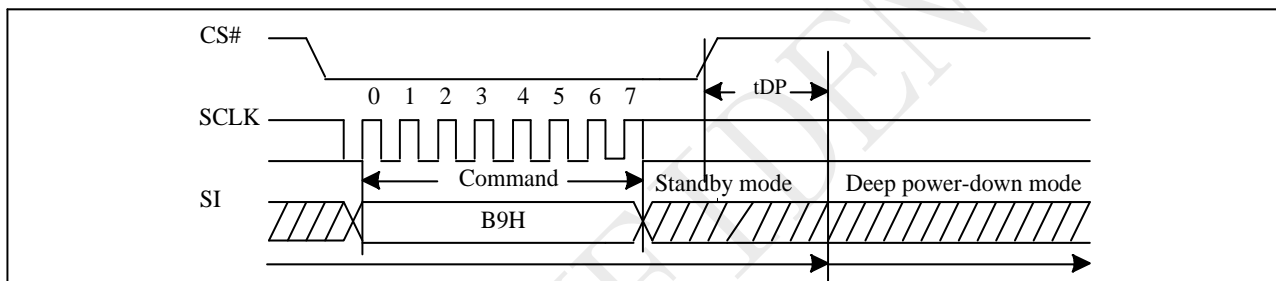 CS#
tDP
0 1 2 3 4 5 6 7
SCLK
Command
Standby mode
Deep power-down mode
SI
B9H